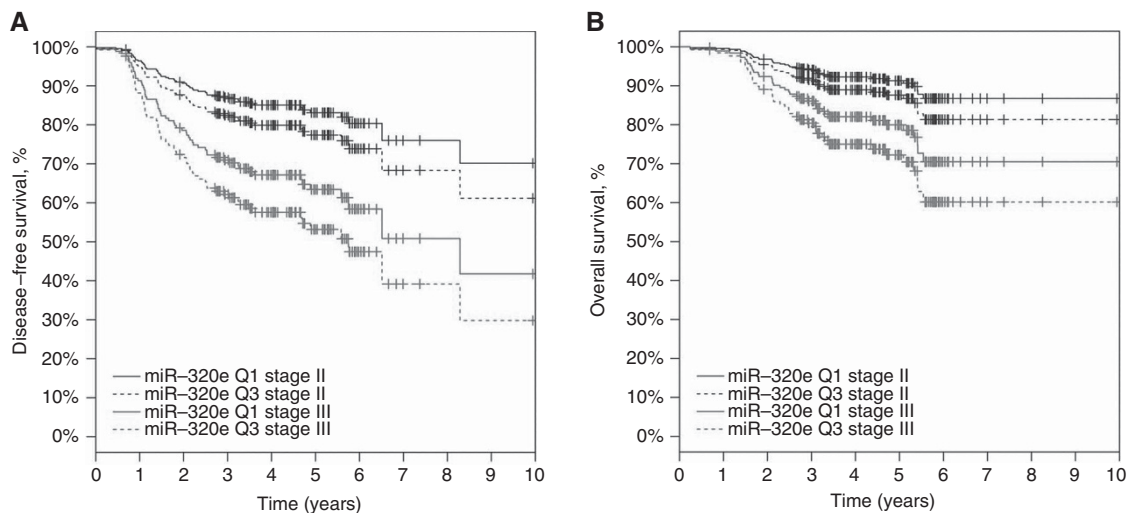 A
100%
90%
80%
70%
60%
50%
40%
30%
20%
10%
0%
Disease–free survival, %
miR–320e Q1 stage II
miR–320e Q3 stage II
miR–320e Q1 stage III
miR–320e Q3 stage III
0 1 2 3 4 5 6 7 8 9 10
Time (years)
B
100%
90%
80%
70%
60%
50%
40%
30%
20%
10%
0%
Overall survival, %
miR–320e Q1 stage II
miR–320e Q3 stage II
miR–320e Q1 stage III
miR–320e Q3 stage III
0 1 2 3 4 5 6 7 8 9 10
Time (years)